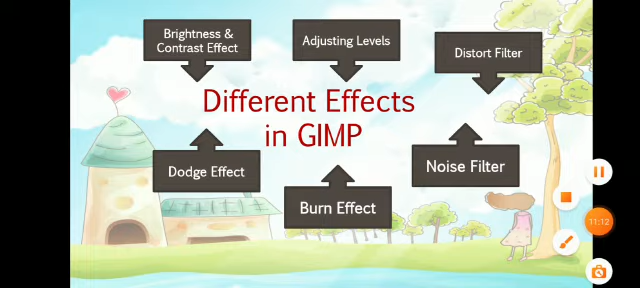 Brightness &
Contrast Effect
Adjusting Levels
Distort Filter
Different Effects
in GIMP
Dodge Effect
Burn Effect
Noise Filter
11:12